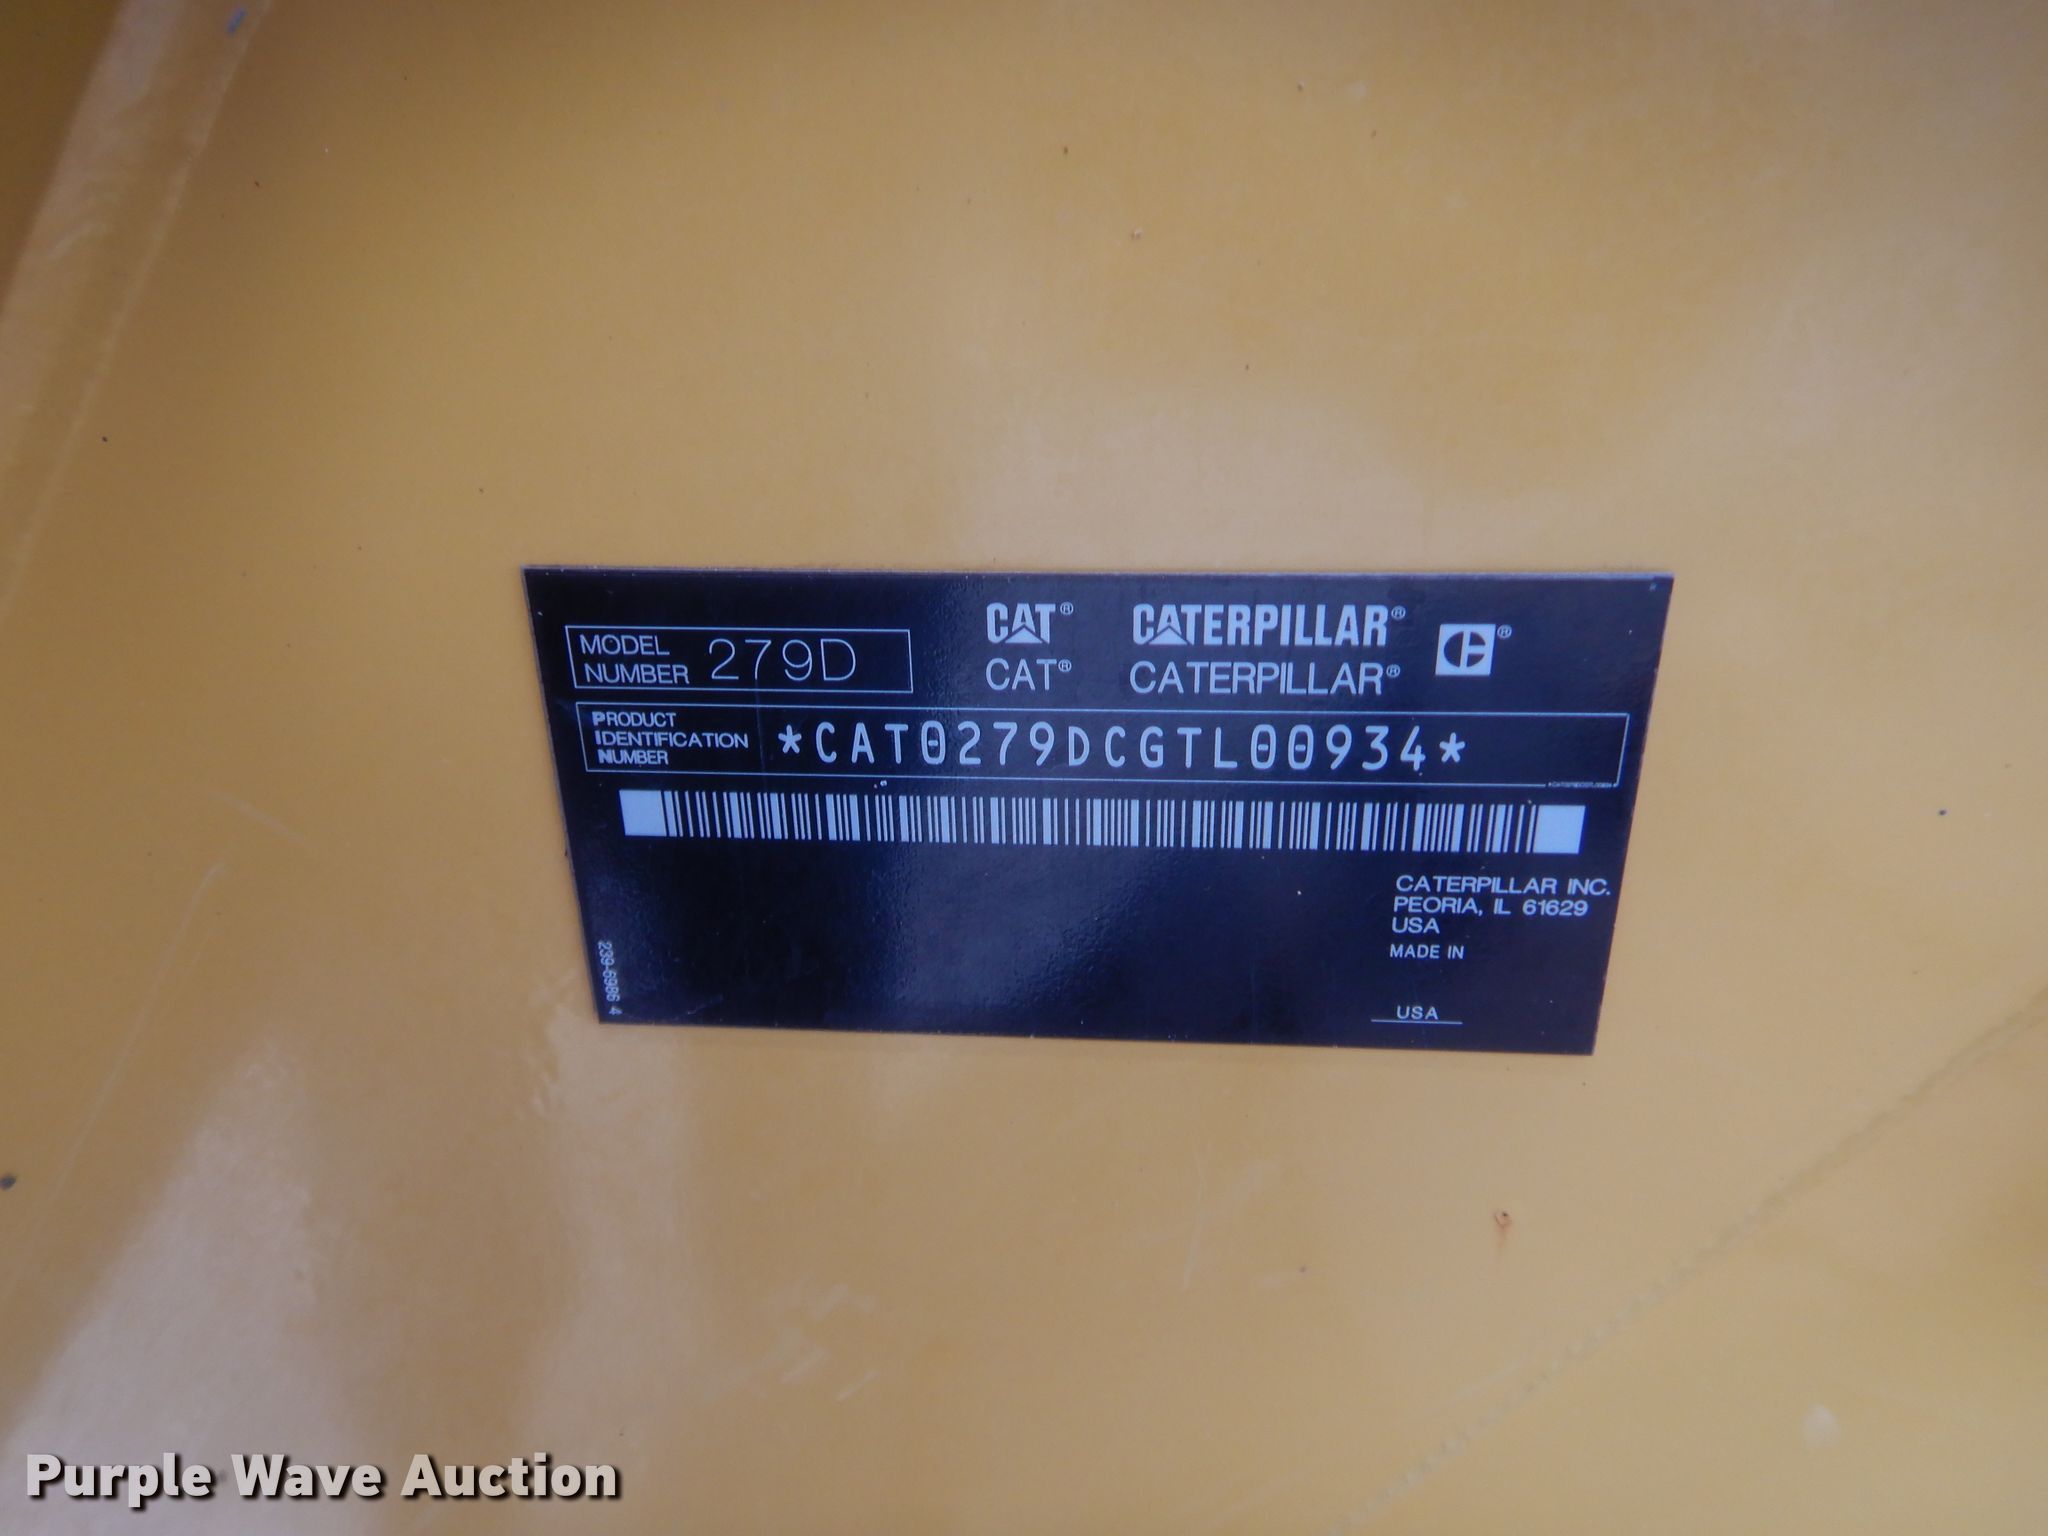 CAT® CATERPILLAR®
MODEL NUMBER 279D
CAT® CATERPILLAR®
PRODUCT IDENTIFICATION NUMBER *CAT0279DCGTL00934*
CATERPILLAR INC.
PEORIA, IL 61629
USA
MADE IN
USA
239-6986 4
Purple Wave Auction